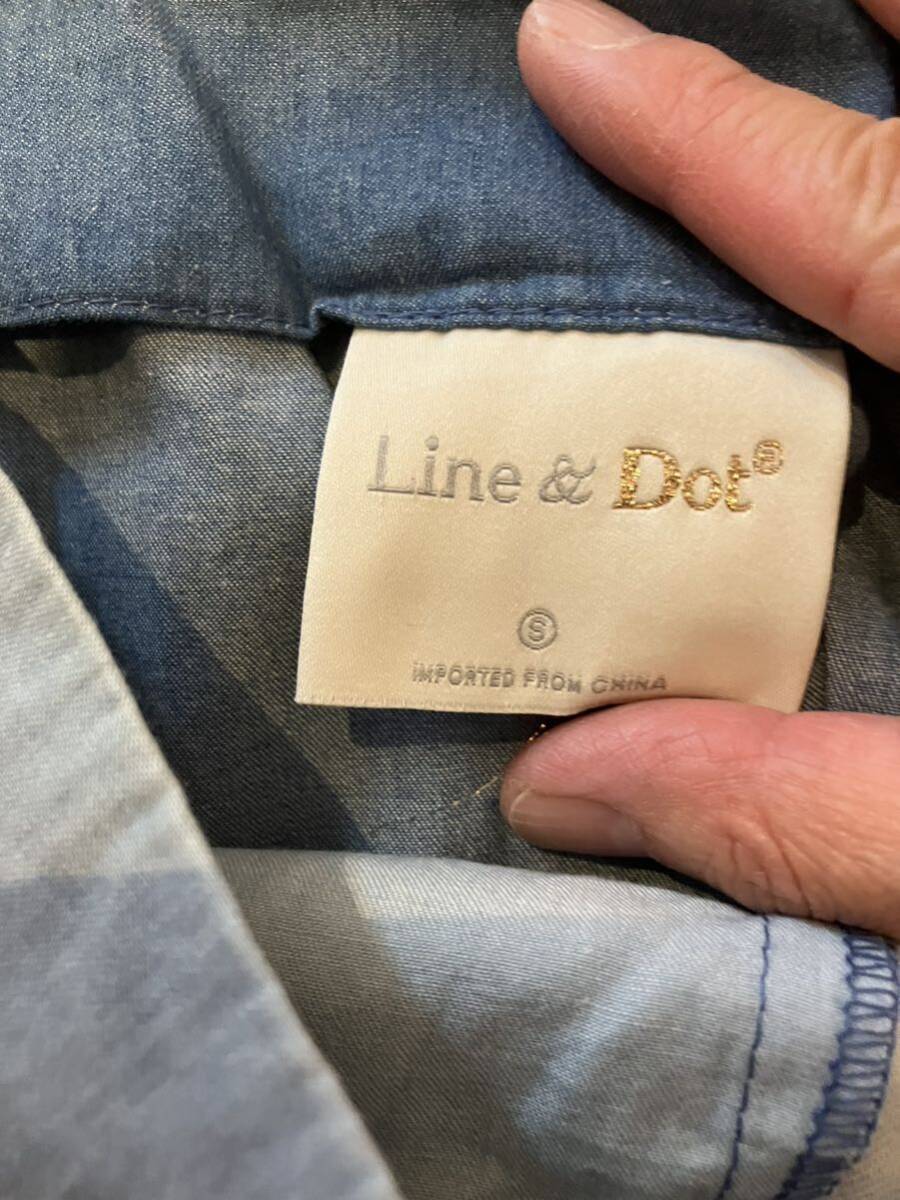 Line & Dot®
S
IMPORTED FROM CHINA